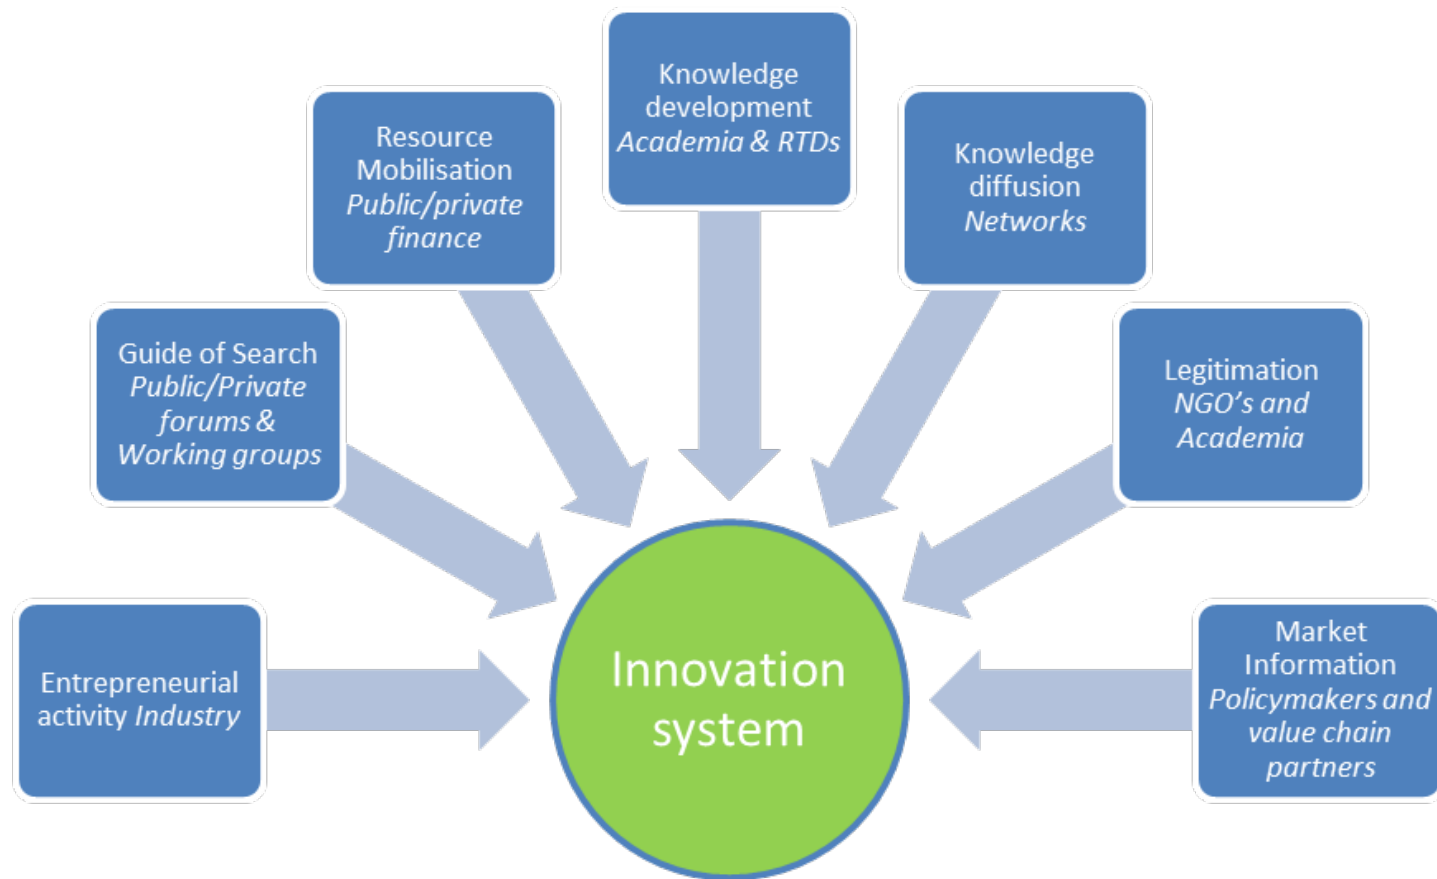 Knowledge
development
Academia & RTDs
Resource
Mobilisation
Public/private
finance
Knowledge
diffusion
Networks
Guide of Search
Public/Private
forums &
Working groups
Legitimation
NGO's and
Academia
Entrepreneurial
activity Industry
Innovation
system
Market
Information
Policymakers and
value chain
partners